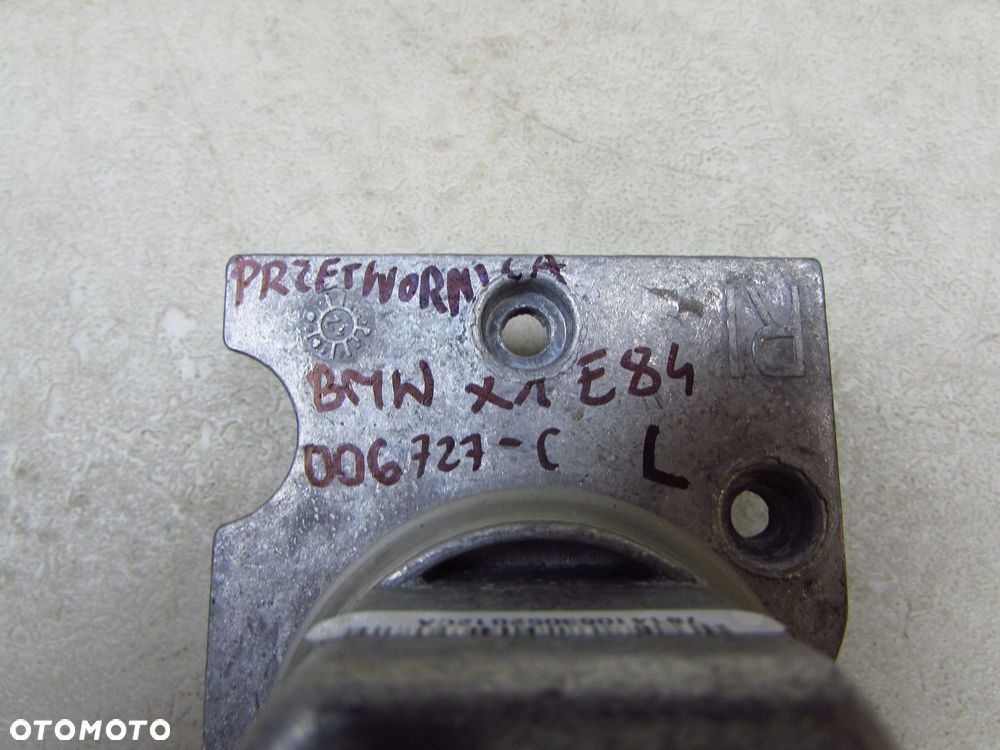 PRZETWORNICA
BMW X1 E84
006727-C L
R
OTOMOTO